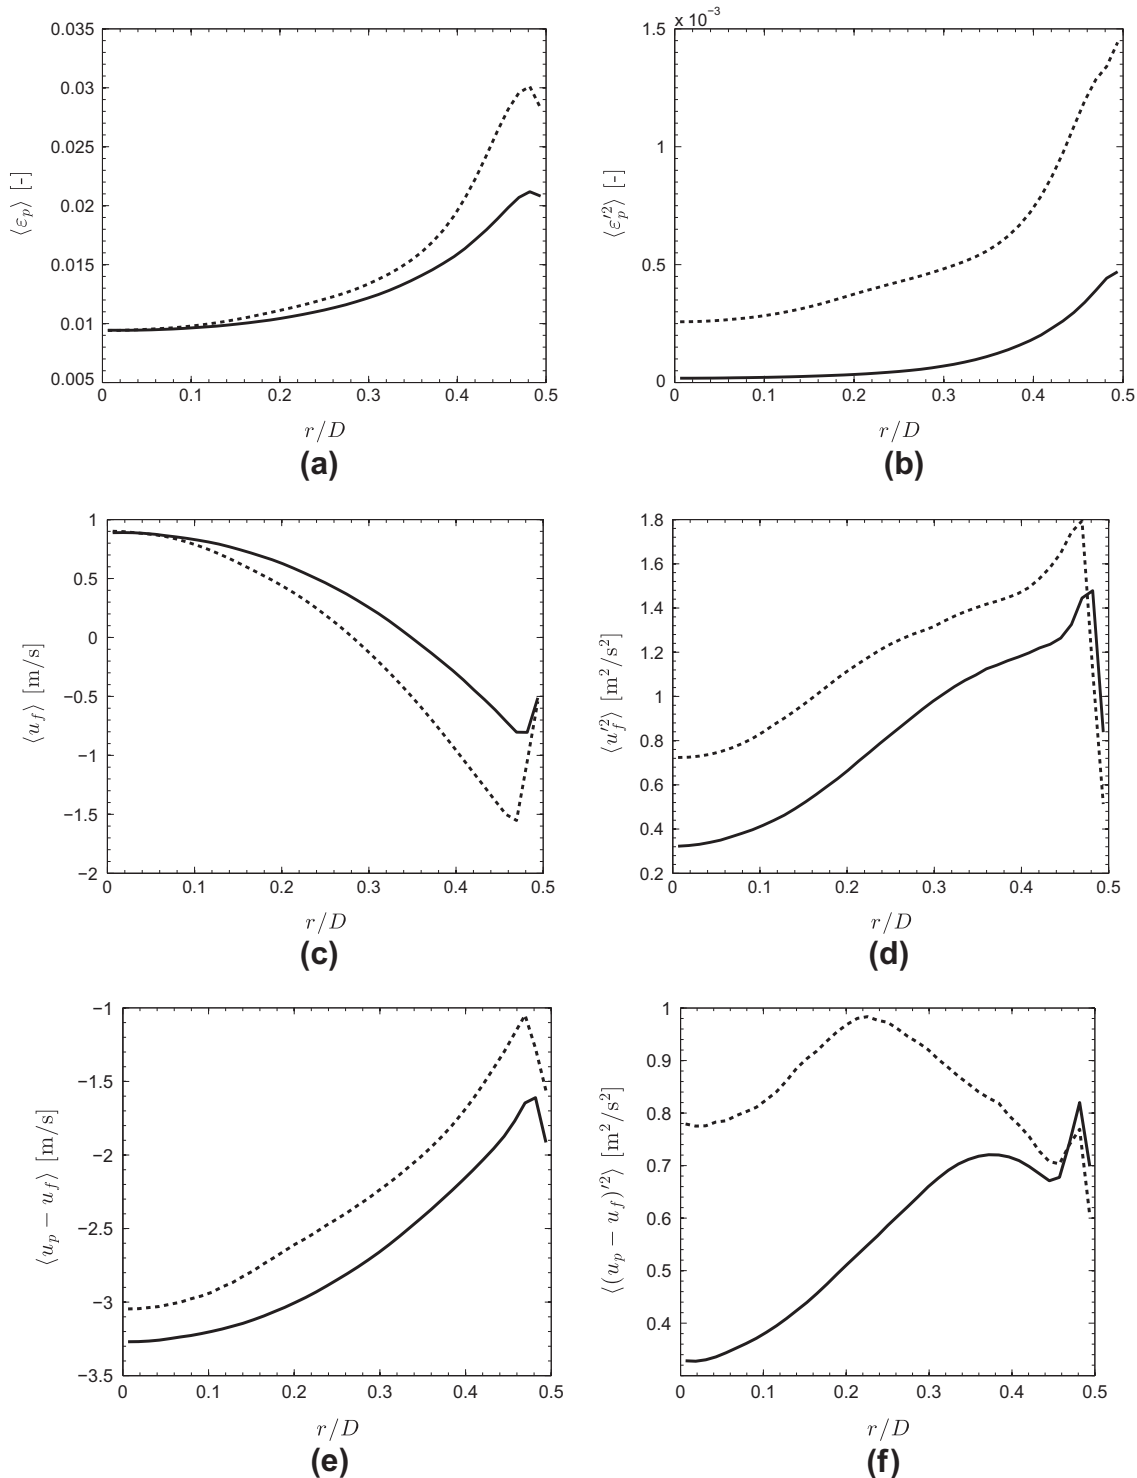 0.035
0.03
0.025
0.02
0.015
0.01
0.005
0 0.1 0.2 0.3 0.4 0.5
⟨ε_p⟩ [-]
r/D
(a)
x 10⁻³
1.5
1
0.5
0
0 0.1 0.2 0.3 0.4 0.5
⟨ε′²_p⟩ [-]
r/D
(b)
1
0.5
0
−0.5
−1
−1.5
−2
0 0.1 0.2 0.3 0.4 0.5
⟨u_f⟩ [m/s]
r/D
(c)
1.8
1.6
1.4
1.2
1
0.8
0.6
0.4
0.2
0 0.1 0.2 0.3 0.4 0.5
⟨u′²_f⟩ [m²/s²]
r/D
(d)
−1
−1.5
−2
−2.5
−3
−3.5
0 0.1 0.2 0.3 0.4 0.5
⟨u_p − u_f⟩ [m/s]
r/D
(e)
1
0.9
0.8
0.7
0.6
0.5
0.4
0 0.1 0.2 0.3 0.4 0.5
⟨(u_p − u_f)′²⟩ [m²/s²]
r/D
(f)